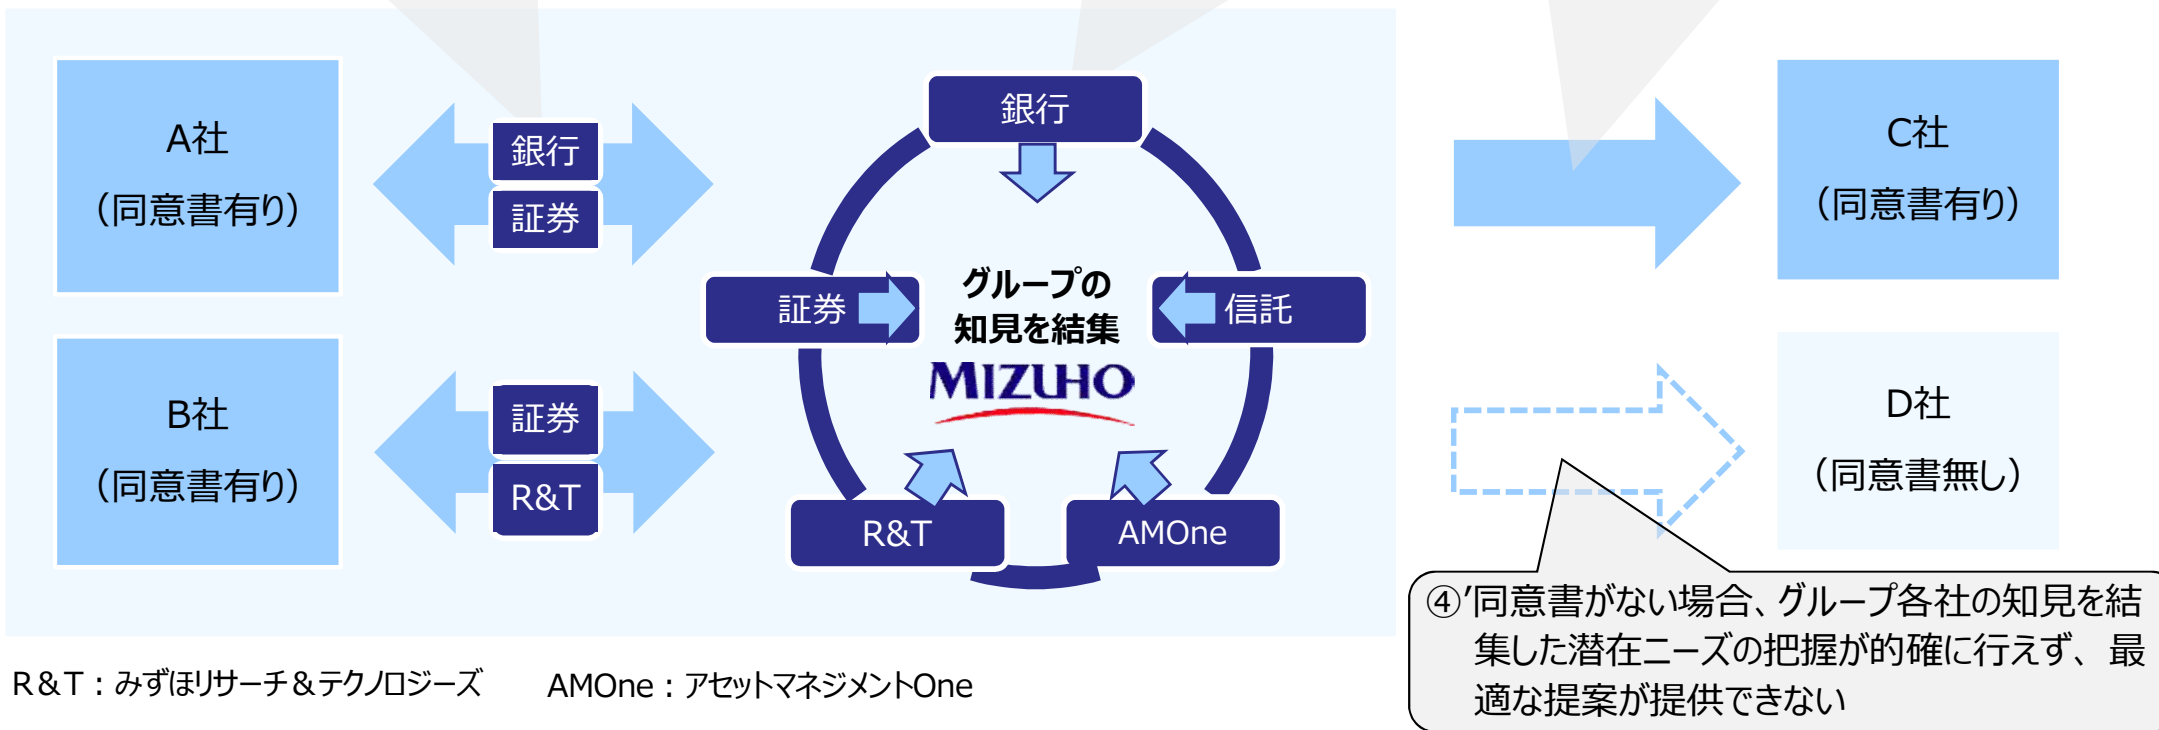 A社
（同意書有り）
銀行
証券
B社
（同意書有り）
証券
R&T
銀行
証券
信託
グループの
知見を結集
MIZUHO
R&T
AMOne
C社
（同意書有り）
D社
（同意書無し）
④’同意書がない場合、グループ各社の知見を結
集した潜在ニーズの把握が的確に行えず、最
適な提案が提供できない
R&T：みずほリサーチ&テクノロジーズ
AMOne：アセットマネジメントOne